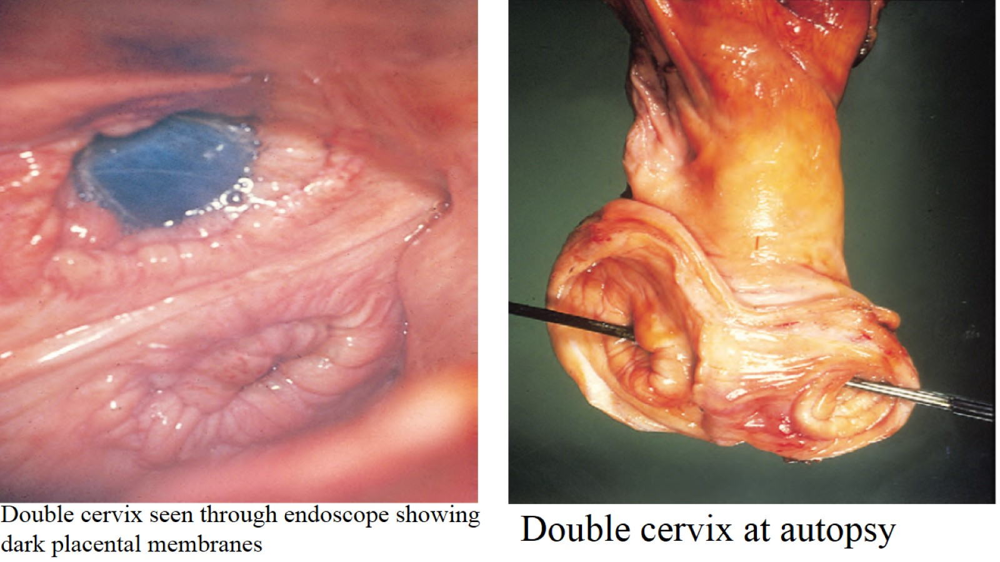 Double cervix seen through endoscope showing
dark placental membranes
Double cervix at autopsy